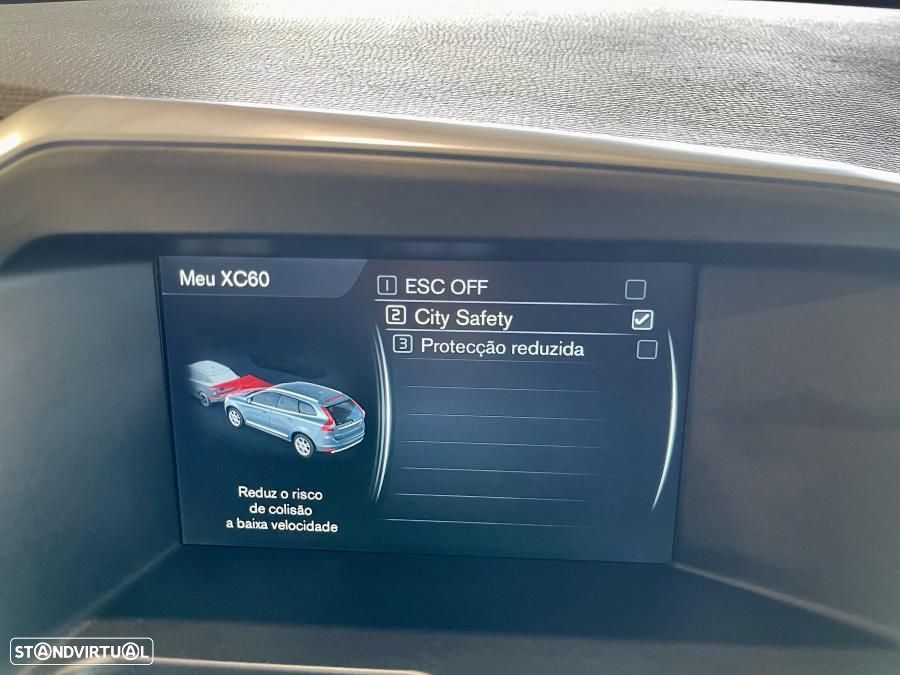 Meu XC60
1 ESC OFF
2 City Safety
3 Protecção reduzida
Reduz o risco
de colisão
a baixa velocidade
STANDVIRTUAL